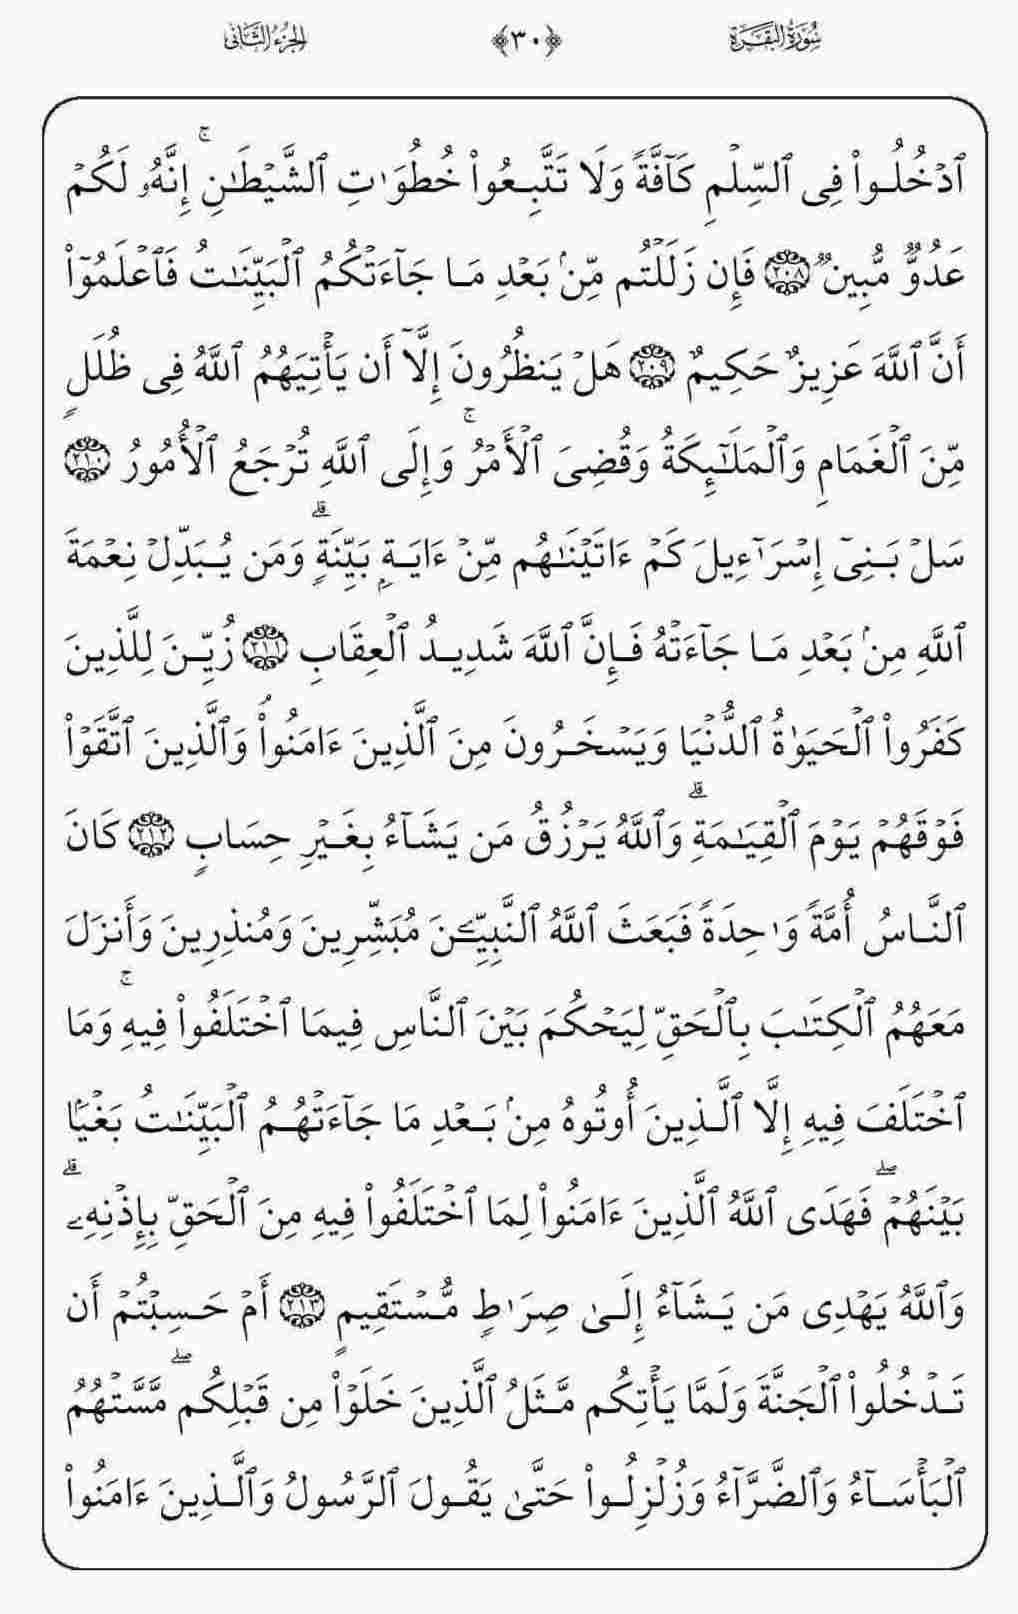 سُورَةُ البَقَرَة ﴿٣٠﴾ الجُزءُ الثَّانِى
ٱدۡخُلُواْ فِى ٱلسِّلۡمِ كَآفَّةٗ وَلَا تَتَّبِعُواْ خُطُوَٰتِ ٱلشَّيۡطَٰنِۚ إِنَّهُۥ لَكُمۡ
عَدُوّٞ مُّبِينٞ ٢٠٨ فَإِن زَلَلۡتُم مِّنۢ بَعۡدِ مَا جَآءَتۡكُمُ ٱلۡبَيِّنَٰتُ فَٱعۡلَمُوٓاْ
أَنَّ ٱللَّهَ عَزِيزٌ حَكِيمٌ ٢٠٩ هَلۡ يَنظُرُونَ إِلَّآ أَن يَأۡتِيَهُمُ ٱللَّهُ فِى ظُلَلٖ
مِّنَ ٱلۡغَمَامِ وَٱلۡمَلَٰٓئِكَةُ وَقُضِىَ ٱلۡأَمۡرُۚ وَإِلَى ٱللَّهِ تُرۡجَعُ ٱلۡأُمُورُ ٢١٠
سَلۡ بَنِىٓ إِسۡرَٰٓءِيلَ كَمۡ ءَاتَيۡنَٰهُم مِّنۡ ءَايَةِۭ بَيِّنَةٖۗ وَمَن يُبَدِّلۡ نِعۡمَةَ
ٱللَّهِ مِنۢ بَعۡدِ مَا جَآءَتۡهُ فَإِنَّ ٱللَّهَ شَدِيدُ ٱلۡعِقَابِ ٢١١ زُيِّنَ لِلَّذِينَ
كَفَرُواْ ٱلۡحَيَوٰةُ ٱلدُّنۡيَا وَيَسۡخَرُونَ مِنَ ٱلَّذِينَ ءَامَنُواْۘ وَٱلَّذِينَ ٱتَّقَوۡاْ
فَوۡقَهُمۡ يَوۡمَ ٱلۡقِيَٰمَةِۗ وَٱللَّهُ يَرۡزُقُ مَن يَشَآءُ بِغَيۡرِ حِسَابٖ ٢١٢ كَانَ
ٱلنَّاسُ أُمَّةٗ وَٰحِدَةٗ فَبَعَثَ ٱللَّهُ ٱلنَّبِيِّـۧنَ مُبَشِّرِينَ وَمُنذِرِينَ وَأَنزَلَ
مَعَهُمُ ٱلۡكِتَٰبَ بِٱلۡحَقِّ لِيَحۡكُمَ بَيۡنَ ٱلنَّاسِ فِيمَا ٱخۡتَلَفُواْ فِيهِۚ وَمَا
ٱخۡتَلَفَ فِيهِ إِلَّا ٱلَّذِينَ أُوتُوهُ مِنۢ بَعۡدِ مَا جَآءَتۡهُمُ ٱلۡبَيِّنَٰتُ بَغۡيَۢا
بَيۡنَهُمۡۖ فَهَدَى ٱللَّهُ ٱلَّذِينَ ءَامَنُواْ لِمَا ٱخۡتَلَفُواْ فِيهِ مِنَ ٱلۡحَقِّ بِإِذۡنِهِۦۗ
وَٱللَّهُ يَهۡدِى مَن يَشَآءُ إِلَىٰ صِرَٰطٖ مُّسۡتَقِيمٍ ٢١٣ أَمۡ حَسِبۡتُمۡ أَن
تَدۡخُلُواْ ٱلۡجَنَّةَ وَلَمَّا يَأۡتِكُم مَّثَلُ ٱلَّذِينَ خَلَوۡاْ مِن قَبۡلِكُمۖ مَّسَّتۡهُمُ
ٱلۡبَأۡسَآءُ وَٱلضَّرَّآءُ وَزُلۡزِلُواْ حَتَّىٰ يَقُولَ ٱلرَّسُولُ وَٱلَّذِينَ ءَامَنُواْ